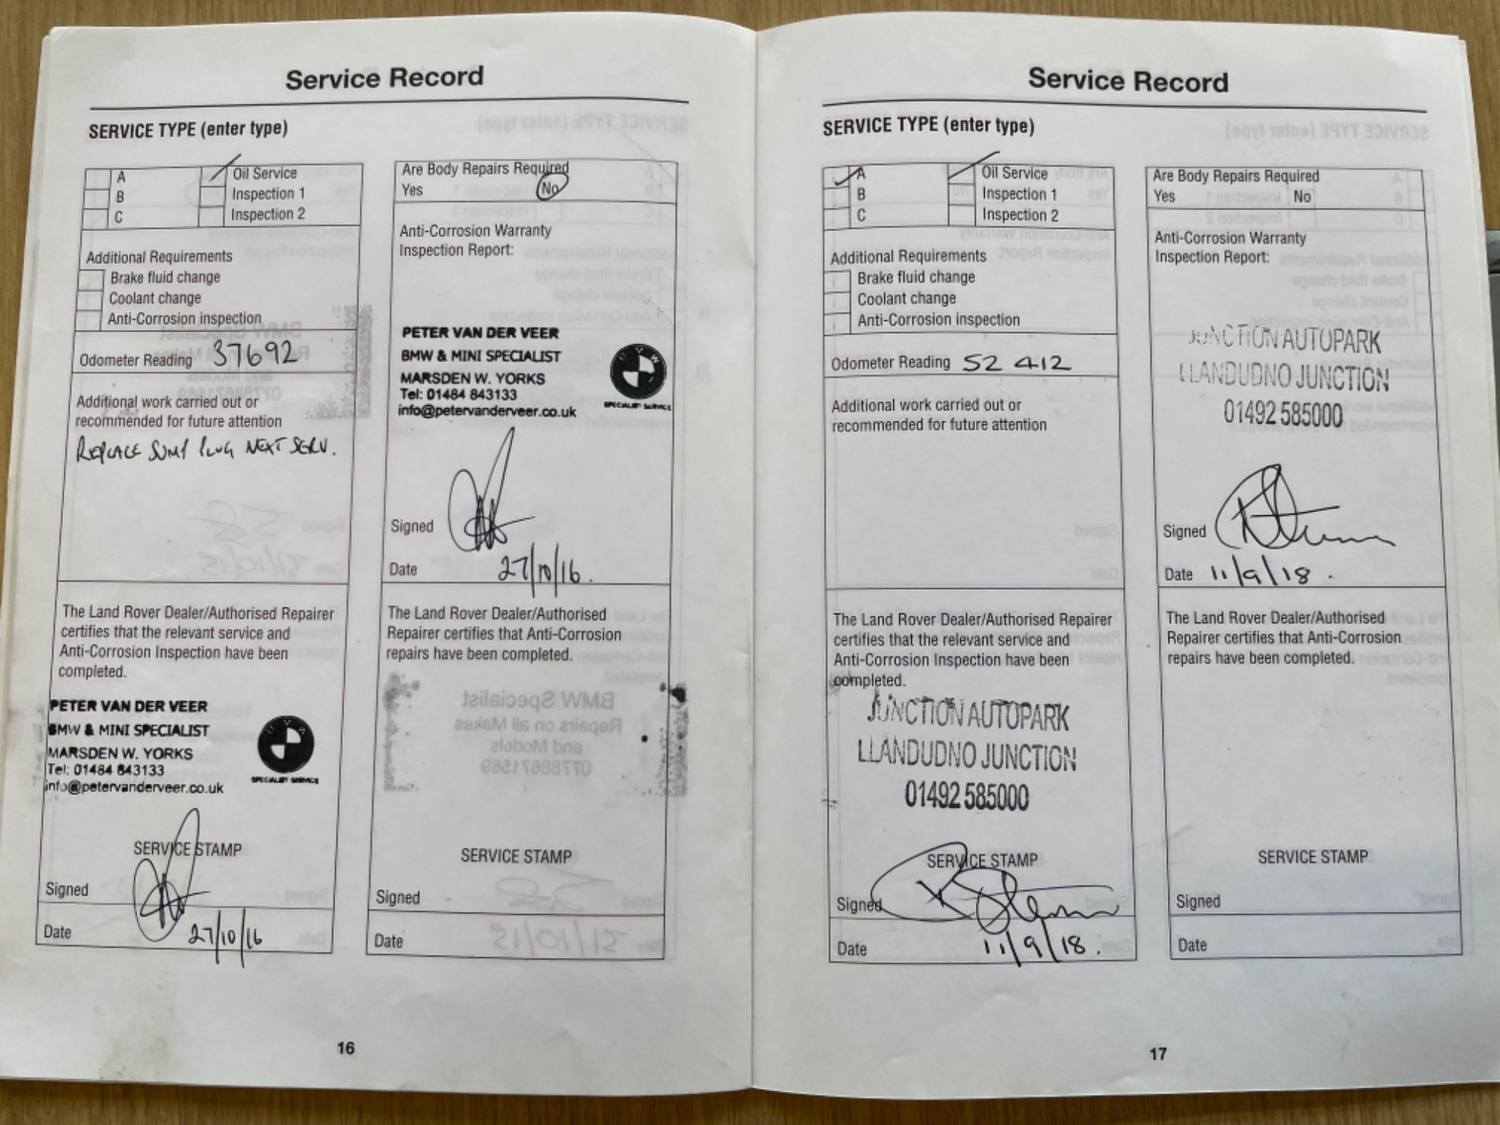 Service Record
SERVICE TYPE (enter type)
A
B
C
Oil Service
Inspection 1
Inspection 2
Additional Requirements
Brake fluid change
Coolant change
Anti-Corrosion inspection
Odometer Reading 37692
Additional work carried out or
recommended for future attention
REPLACE SUMP PLUG NEXT SERV.
The Land Rover Dealer/Authorised Repairer
certifies that the relevant service and
Anti-Corrosion Inspection have been
completed.
PETER VAN DER VEER
BMW & MINI SPECIALIST
MARSDEN W. YORKS
Tel: 01484 843133
info@petervanderveer.co.uk
SPECIALIST SERVICE
SERVICE STAMP
Signed
Date 27/10/16
Are Body Repairs Required
Yes No
Anti-Corrosion Warranty
Inspection Report:
PETER VAN DER VEER
BMW & MINI SPECIALIST
MARSDEN W. YORKS
Tel: 01484 843133
info@petervanderveer.co.uk
SPECIALIST SERVICE
Signed
Date 27/10/16.
The Land Rover Dealer/Authorised
Repairer certifies that Anti-Corrosion
repairs have been completed.
SERVICE STAMP
Signed
Date
16
Service Record
SERVICE TYPE (enter type)
A
B
C
Oil Service
Inspection 1
Inspection 2
Additional Requirements
Brake fluid change
Coolant change
Anti-Corrosion inspection
Odometer Reading 52 412
Additional work carried out or
recommended for future attention
The Land Rover Dealer/Authorised Repairer
certifies that the relevant service and
Anti-Corrosion Inspection have been
completed.
JUNCTION AUTOPARK
LLANDUDNO JUNCTION
01492 585000
SERVICE STAMP
Signed
Date 11/9/18.
Are Body Repairs Required
Yes No
Anti-Corrosion Warranty
Inspection Report:
JUNCTION AUTOPARK
LLANDUDNO JUNCTION
01492 585000
Signed
Date 11/9/18.
The Land Rover Dealer/Authorised
Repairer certifies that Anti-Corrosion
repairs have been completed.
SERVICE STAMP
Signed
Date
17